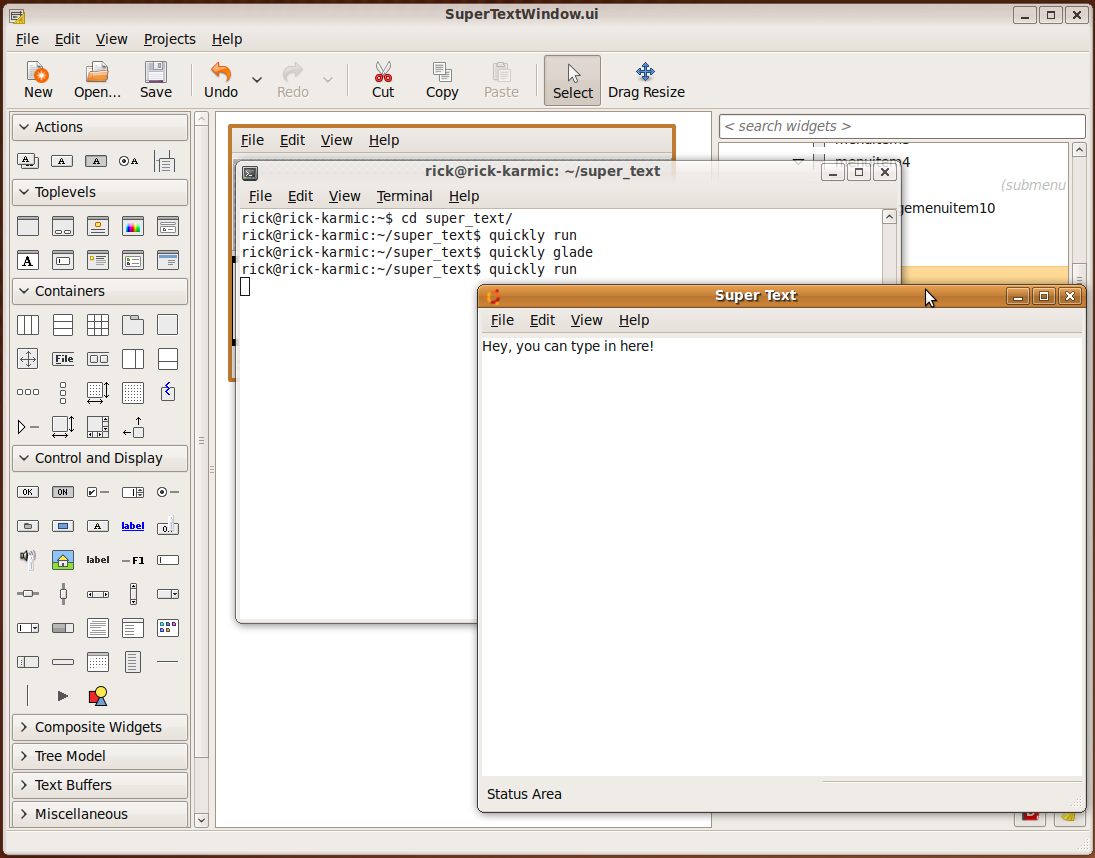 SuperTextWindow.ui
File Edit View Projects Help
New Open... Save Undo Redo Cut Copy Paste Select Drag Resize
Actions
A A A A
Toplevels
A
Containers
File
Control and Display
OK ON
A label 0..
label F1
Composite Widgets
Tree Model
Text Buffers
Miscellaneous
File Edit View Help
< search widgets >
menuitem4
(submenu
gemenuitem10
rick@rick-karmic: ~/super_text
File Edit View Terminal Help
rick@rick-karmic:~$ cd super_text/
rick@rick-karmic:~/super_text$ quickly run
rick@rick-karmic:~/super_text$ quickly glade
rick@rick-karmic:~/super_text$ quickly run
Super Text
File Edit View Help
Hey, you can type in here!
Status Area